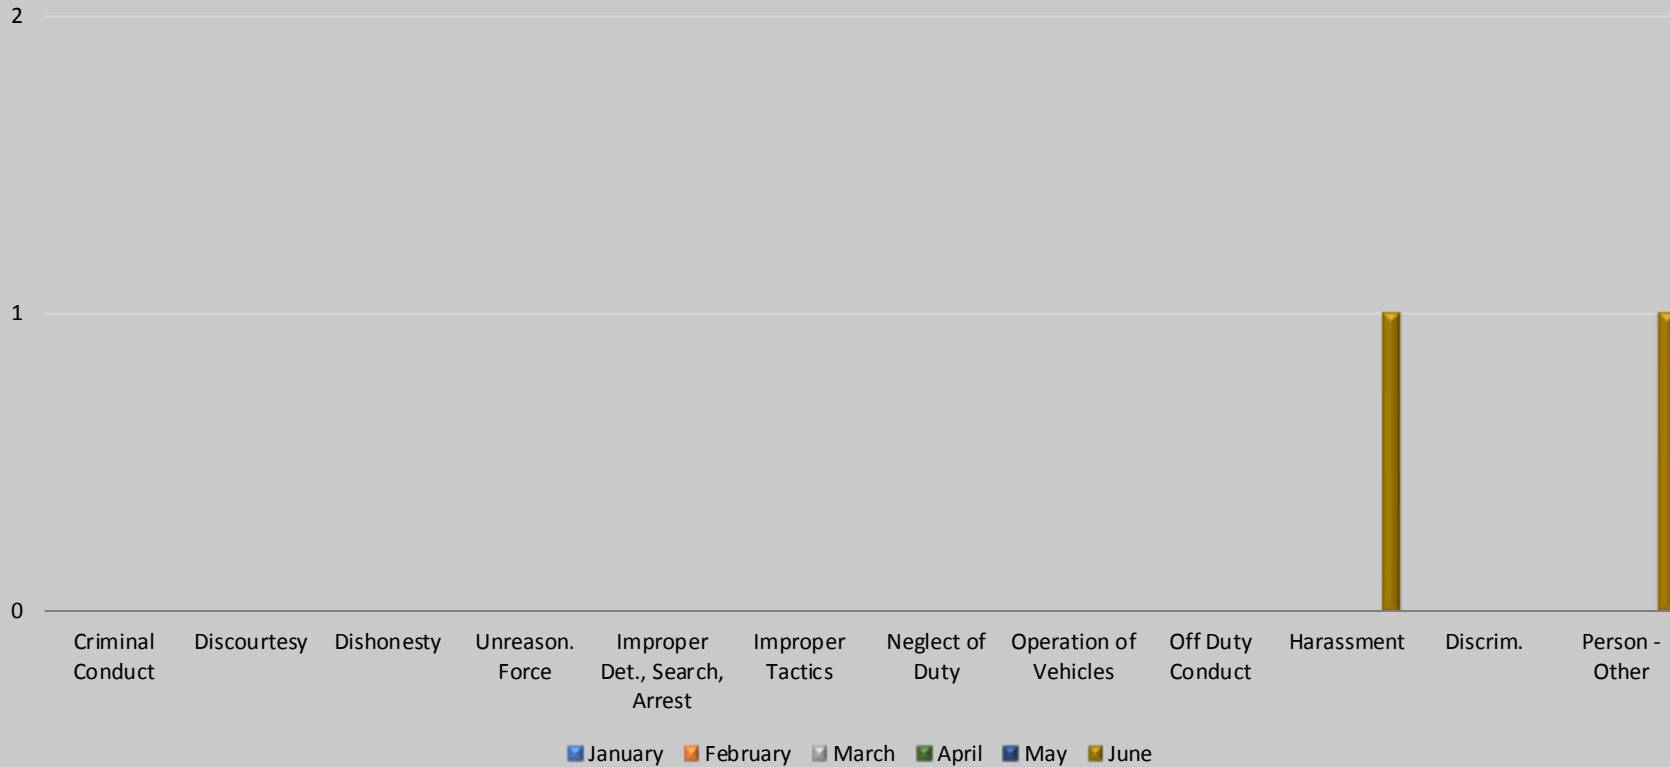 2
1
0
Criminal
Conduct
Discourtesy
Dishonesty
Unreason.
Force
Improper
Det., Search,
Arrest
Improper
Tactics
Neglect of
Duty
Operation of
Vehicles
Off Duty
Conduct
Harassment
Discrim.
Person -
Other
January February March April May June